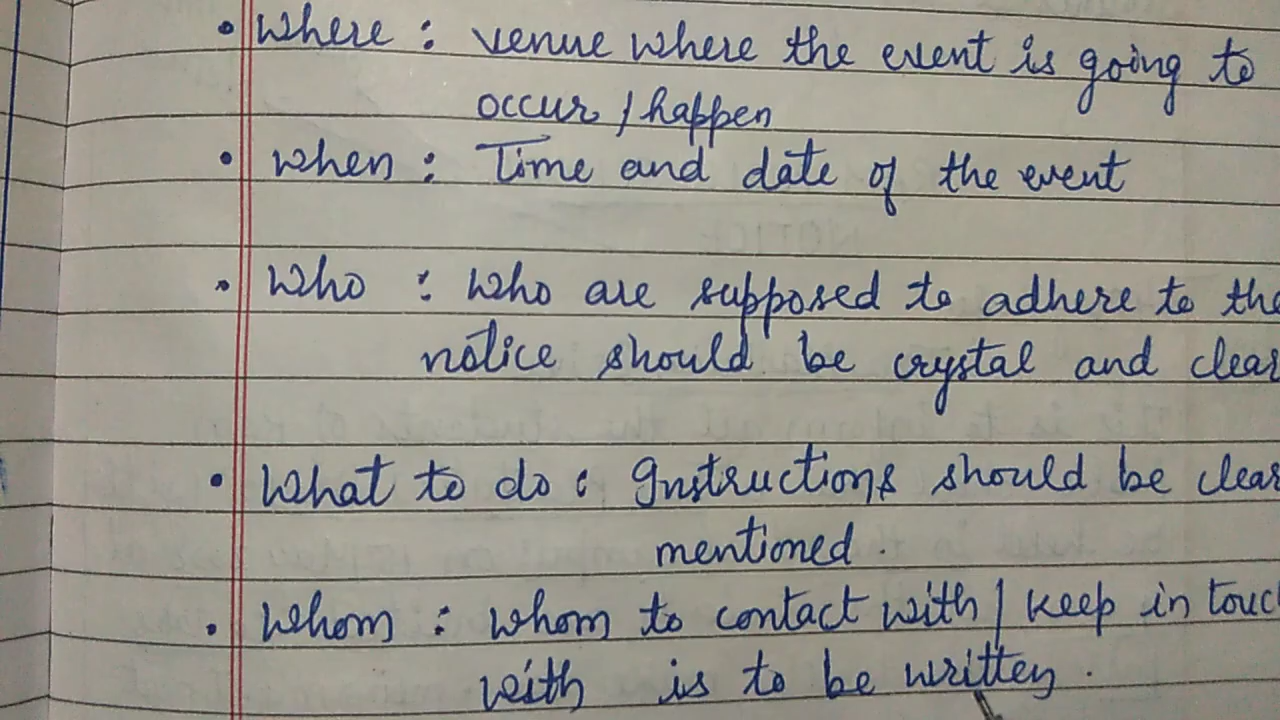 • Where : venue where the event is going to
occur / happen
• When : Time and date of the event
• Who : Who are supposed to adhere to the
notice should be crystal and clear
• What to do : Instructions should be clear
mentioned.
• Whom : Whom to contact with / keep in touc
with is to be written.